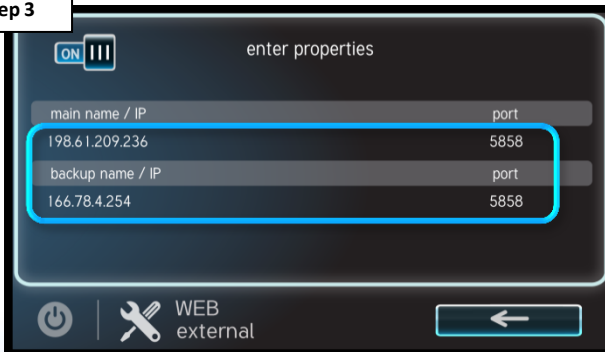 ep 3
ON enter properties
main name / IP port
198.61.209.236 5858
backup name / IP port
166.78.4.254 5858
WEB
external